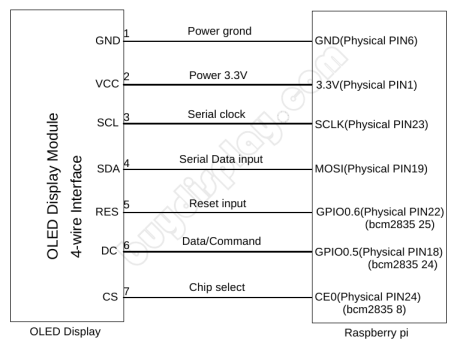 GND 1 Power grond GND(Physical PIN6)
VCC 2 Power 3.3V 3.3V(Physical PIN1)
SCL 3 Serial clock SCLK(Physical PIN23)
SDA 4 Serial Data input MOSI(Physical PIN19)
RES 5 Reset input GPIO0.6(Physical PIN22)
(bcm2835 25)
DC 6 Data/Command GPIO0.5(Physical PIN18)
(bcm2835 24)
CS 7 Chip select CE0(Physical PIN24)
(bcm2835 8)
OLED Display Module
4-wire Interface
OLED Display
Raspberry pi
buydisplay.com